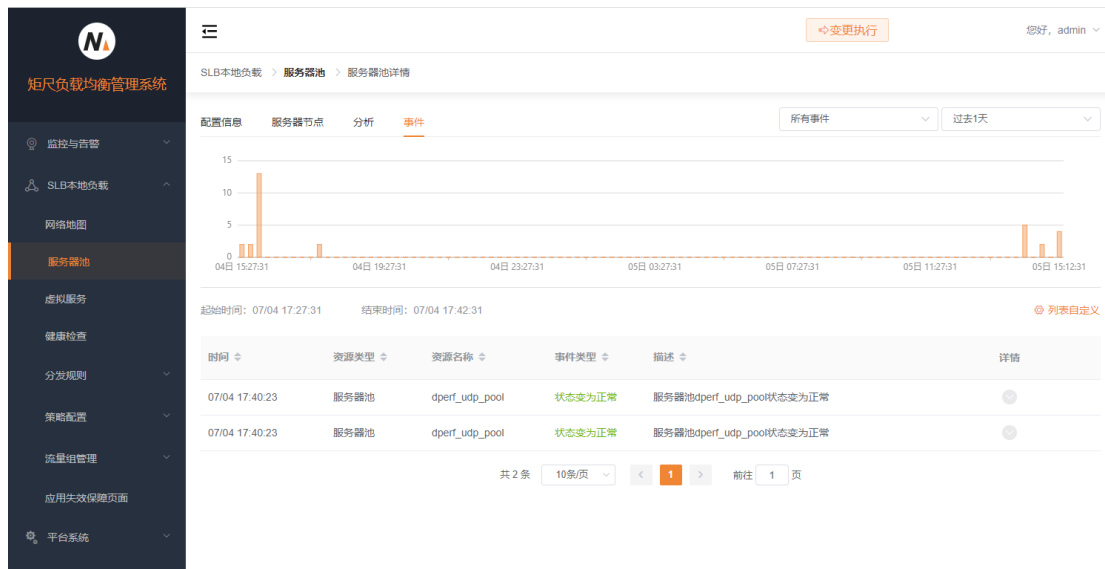 N
矩尺负载均衡管理系统
监控与告警
SLB本地负载
网络地图
服务器池
虚拟服务
健康检查
分发规则
策略配置
流量组管理
应用失效保障页面
平台系统
变更执行
您好，admin
SLB本地负载 > 服务器池 > 服务器池详情
配置信息 服务器节点 分析 事件
所有事件 过去1天
15
10
5
0
04日 15:27:31 04日 19:27:31 04日 23:27:31 05日 03:27:31 05日 07:27:31 05日 11:27:31 05日 15:12:31
起始时间：07/04 17:27:31 结束时间：07/04 17:42:31
列表自定义
时间 资源类型 资源名称 事件类型 描述 详情
07/04 17:40:23 服务器池 dperf_udp_pool 状态变为正常 服务器池dperf_udp_pool状态变为正常
07/04 17:40:23 服务器池 dperf_udp_pool 状态变为正常 服务器池dperf_udp_pool状态变为正常
共 2 条 10条/页 < 1 > 前往 1 页